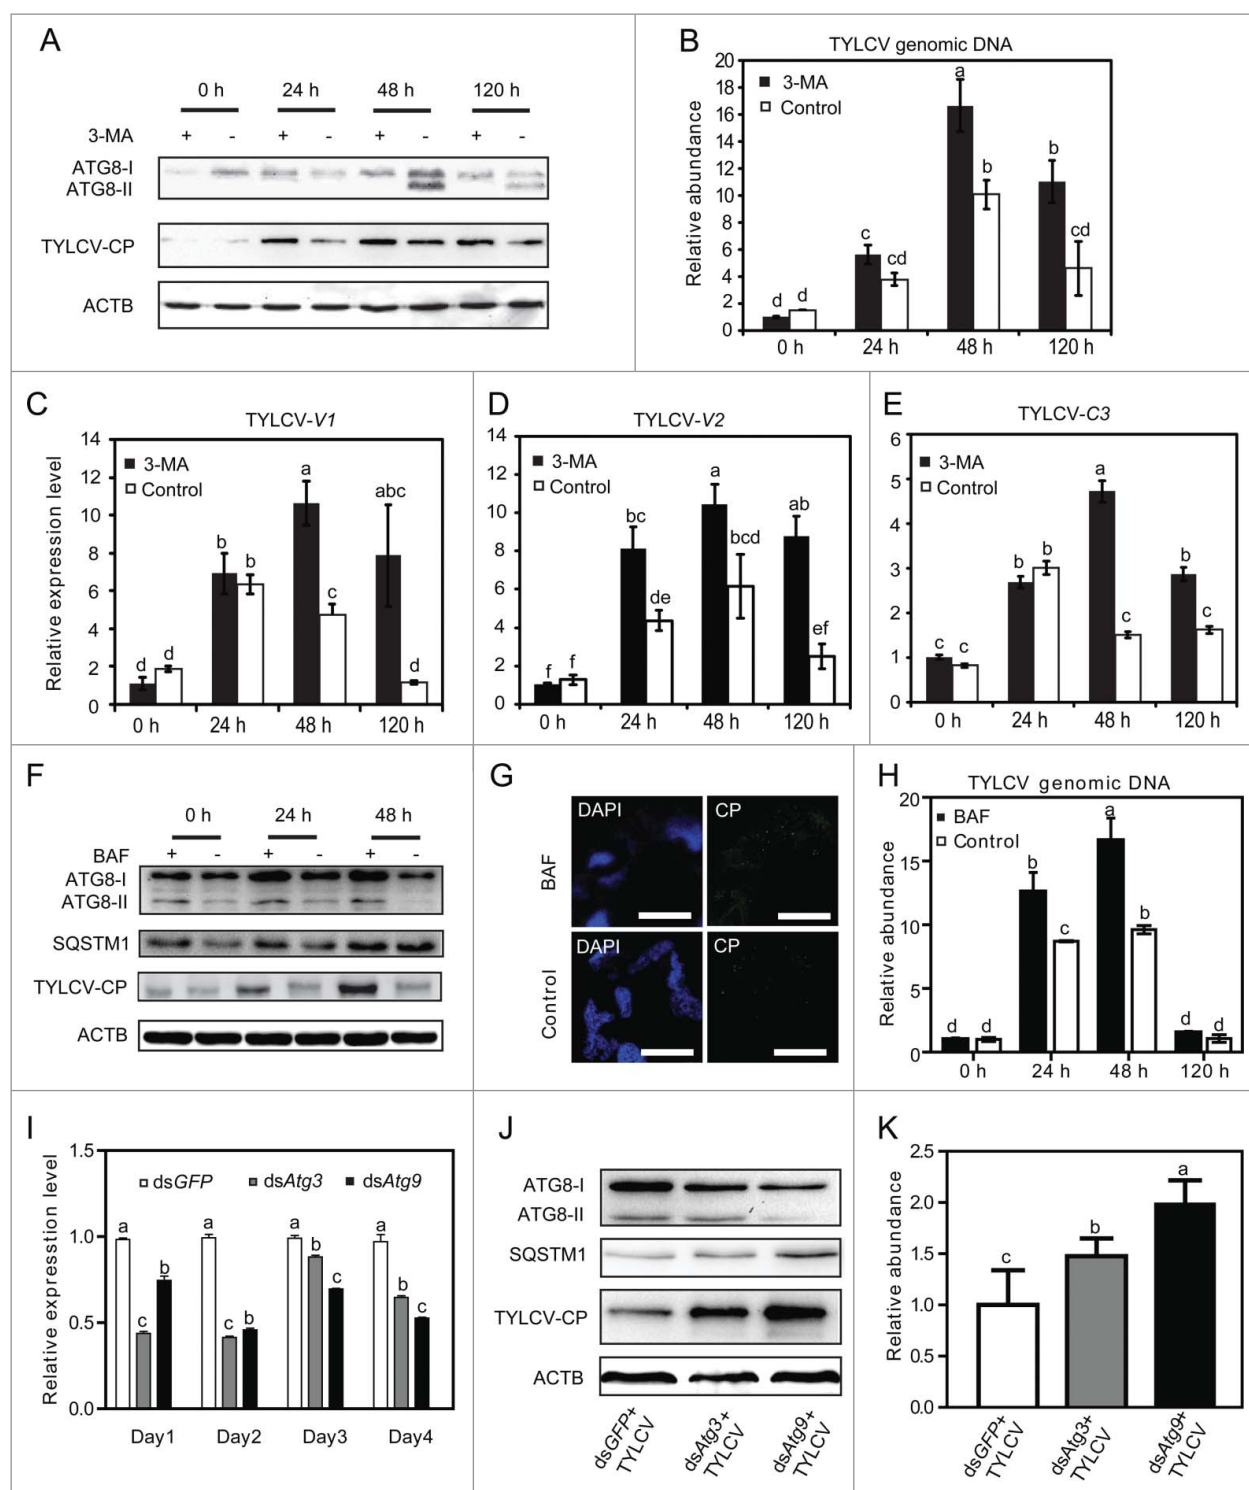 A
0 h 24 h 48 h 120 h
3-MA + - + - + - + -
ATG8-I
ATG8-II
TYLCV-CP
ACTB
B
TYLCV genomic DNA
Relative abundance
20
18
16
14
12
10
8
6
4
2
0
3-MA
Control
d d c cd a b b cd
0 h 24 h 48 h 120 h
C
TYLCV-V1
Relative expression level
14
12
10
8
6
4
2
0
3-MA
Control
d d b b a c abc d
0 h 24 h 48 h 120 h
D
TYLCV-V2
14
12
10
8
6
4
2
0
3-MA
Control
f f bc de a bcd ab ef
0 h 24 h 48 h 120 h
E
TYLCV-C3
6
5
4
3
2
1
0
3-MA
Control
c c b b a c b c
0 h 24 h 48 h 120 h
F
0 h 24 h 48 h
BAF + - + - + -
ATG8-I
ATG8-II
SQSTM1
TYLCV-CP
ACTB
G
DAPI CP
BAF
DAPI CP
Control
H
TYLCV genomic DNA
Relative abundance
20
15
10
5
0
BAF
Control
d d b c a b d d
0 h 24 h 48 h 120 h
I
Relative expresstion level
1.5
1.0
0.5
0.0
dsGFP dsAtg3 dsAtg9
a c b a c b a b c a b c
Day1 Day2 Day3 Day4
J
ATG8-I
ATG8-II
SQSTM1
TYLCV-CP
ACTB
dsGFP+
TYLCV
dsAtg3+
TYLCV
dsAtg9+
TYLCV
K
Relative abundance
2.5
2.0
1.5
1.0
0.5
0.0
c b a
dsGFP+
TYLCV
dsAtg3+
TYLCV
dsAtg9+
TYLCV